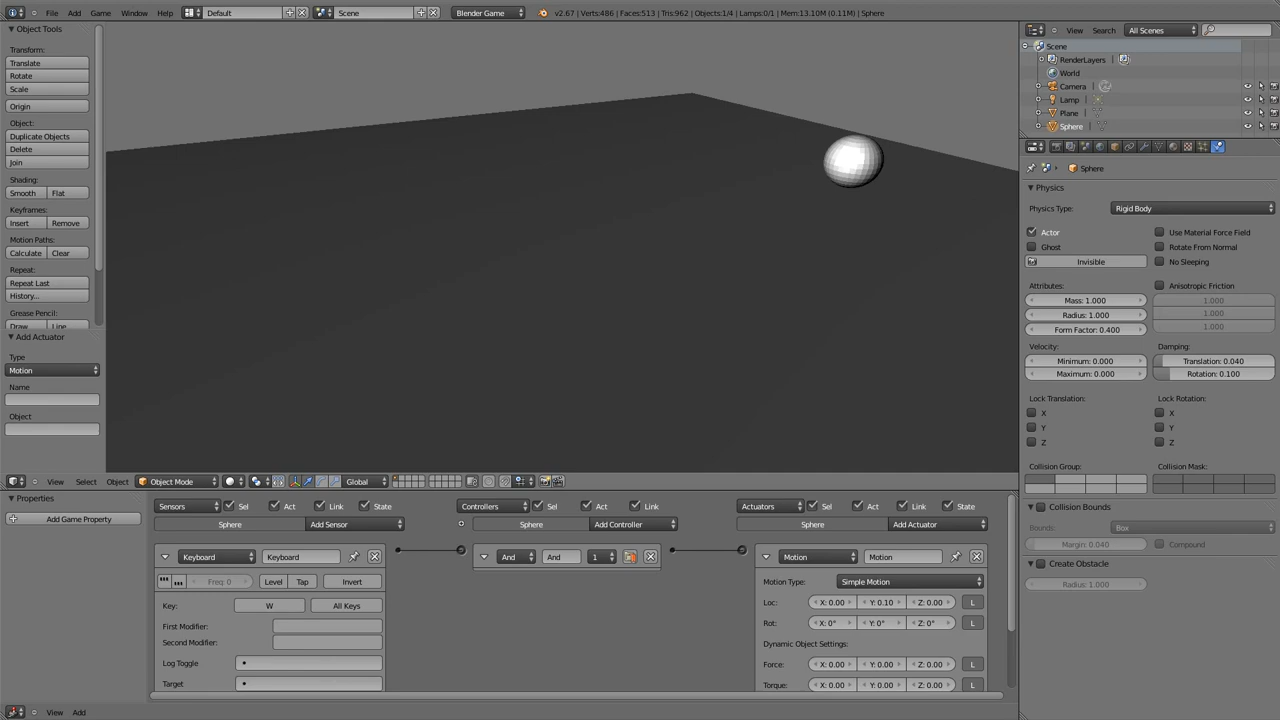 File Add Game Window Help Default Scene Blender Game v2.67 | Verts:486 | Faces:513 | Tris:962 | Objects:1/4 | Lamps:0/1 | Mem:13.10M (0.11M) | Sphere
Object Tools
Transform:
Translate
Rotate
Scale
Origin
Object:
Duplicate Objects
Delete
Join
Shading:
Smooth Flat
Keyframes:
Insert Remove
Motion Paths:
Calculate Clear
Repeat:
Repeat Last
History...
Grease Pencil:
Draw Line
Add Actuator
Type
Motion
Name
Object
View Select Object Object Mode Global
View Search All Scenes
Scene
RenderLayers
World
Camera
Lamp
Plane
Sphere
Sphere
Physics
Physics Type: Rigid Body
Actor Use Material Force Field
Ghost Rotate From Normal
Invisible No Sleeping
Attributes: Anisotropic Friction
Mass: 1.000 1.000
Radius: 1.000 1.000
Form Factor: 0.400 1.000
Velocity: Damping:
Minimum: 0.000 Translation: 0.040
Maximum: 0.000 Rotation: 0.100
Lock Translation: Lock Rotation:
X X
Y Y
Z Z
Collision Group: Collision Mask:
Collision Bounds
Bounds: Box
Margin: 0.040 Compound
Create Obstacle
Radius: 1.000
Properties
Add Game Property
Sensors Sel Act Link State Controllers Sel Act Link Actuators Sel Act Link State
Sphere Add Sensor Sphere Add Controller Sphere Add Actuator
Keyboard Keyboard And And 1 Motion Motion
Freq: 0 Level Tap Invert Motion Type: Simple Motion
Key: W All Keys Loc: X: 0.00 Y: 0.10 Z: 0.00 L
First Modifier: Rot: X: 0° Y: 0° Z: 0° L
Second Modifier: Dynamic Object Settings:
Log Toggle Force: X: 0.00 Y: 0.00 Z: 0.00 L
Target Torque: X: 0.00 Y: 0.00 Z: 0.00 L
View Add